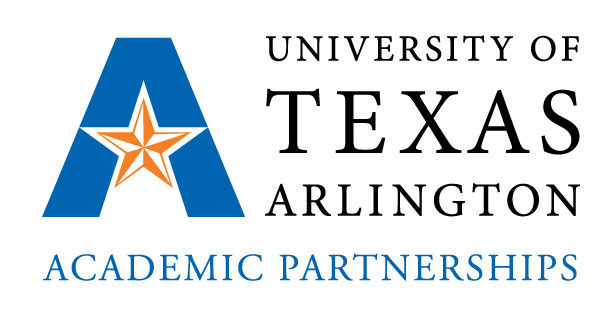 UNIVERSITY OF
TEXAS
ARLINGTON
ACADEMIC PARTNERSHIPS